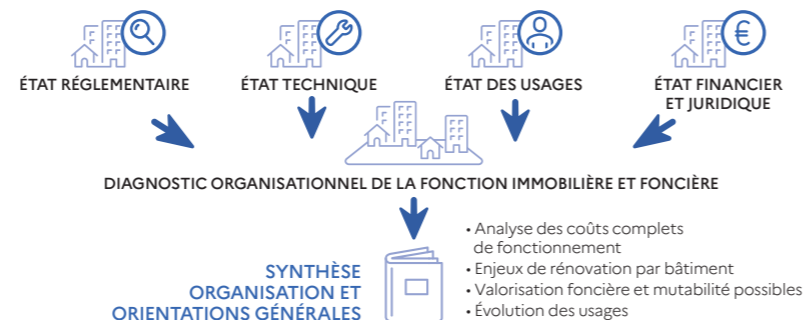 ÉTAT RÉGLEMENTAIRE
ÉTAT TECHNIQUE
ÉTAT DES USAGES
ÉTAT FINANCIER
ET JURIDIQUE
DIAGNOSTIC ORGANISATIONNEL DE LA FONCTION IMMOBILIÈRE ET FONCIÈRE
SYNTHÈSE
ORGANISATION ET
ORIENTATIONS GÉNÉRALES
• Analyse des coûts complets
de fonctionnement
• Enjeux de rénovation par bâtiment
• Valorisation foncière et mutabilité possibles
• Évolution des usages